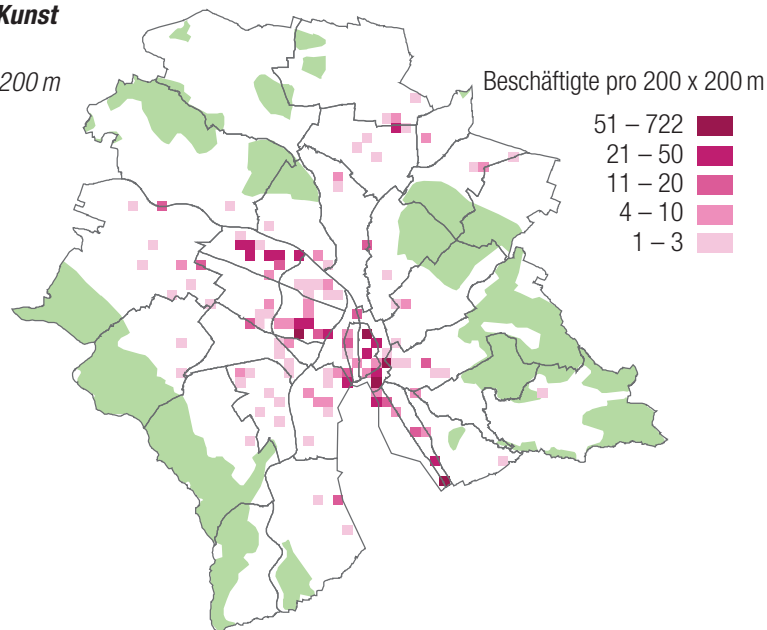 Kunst
200 m
Beschäftigte pro 200 x 200 m
51 – 722
21 – 50
11 – 20
4 – 10
1 – 3